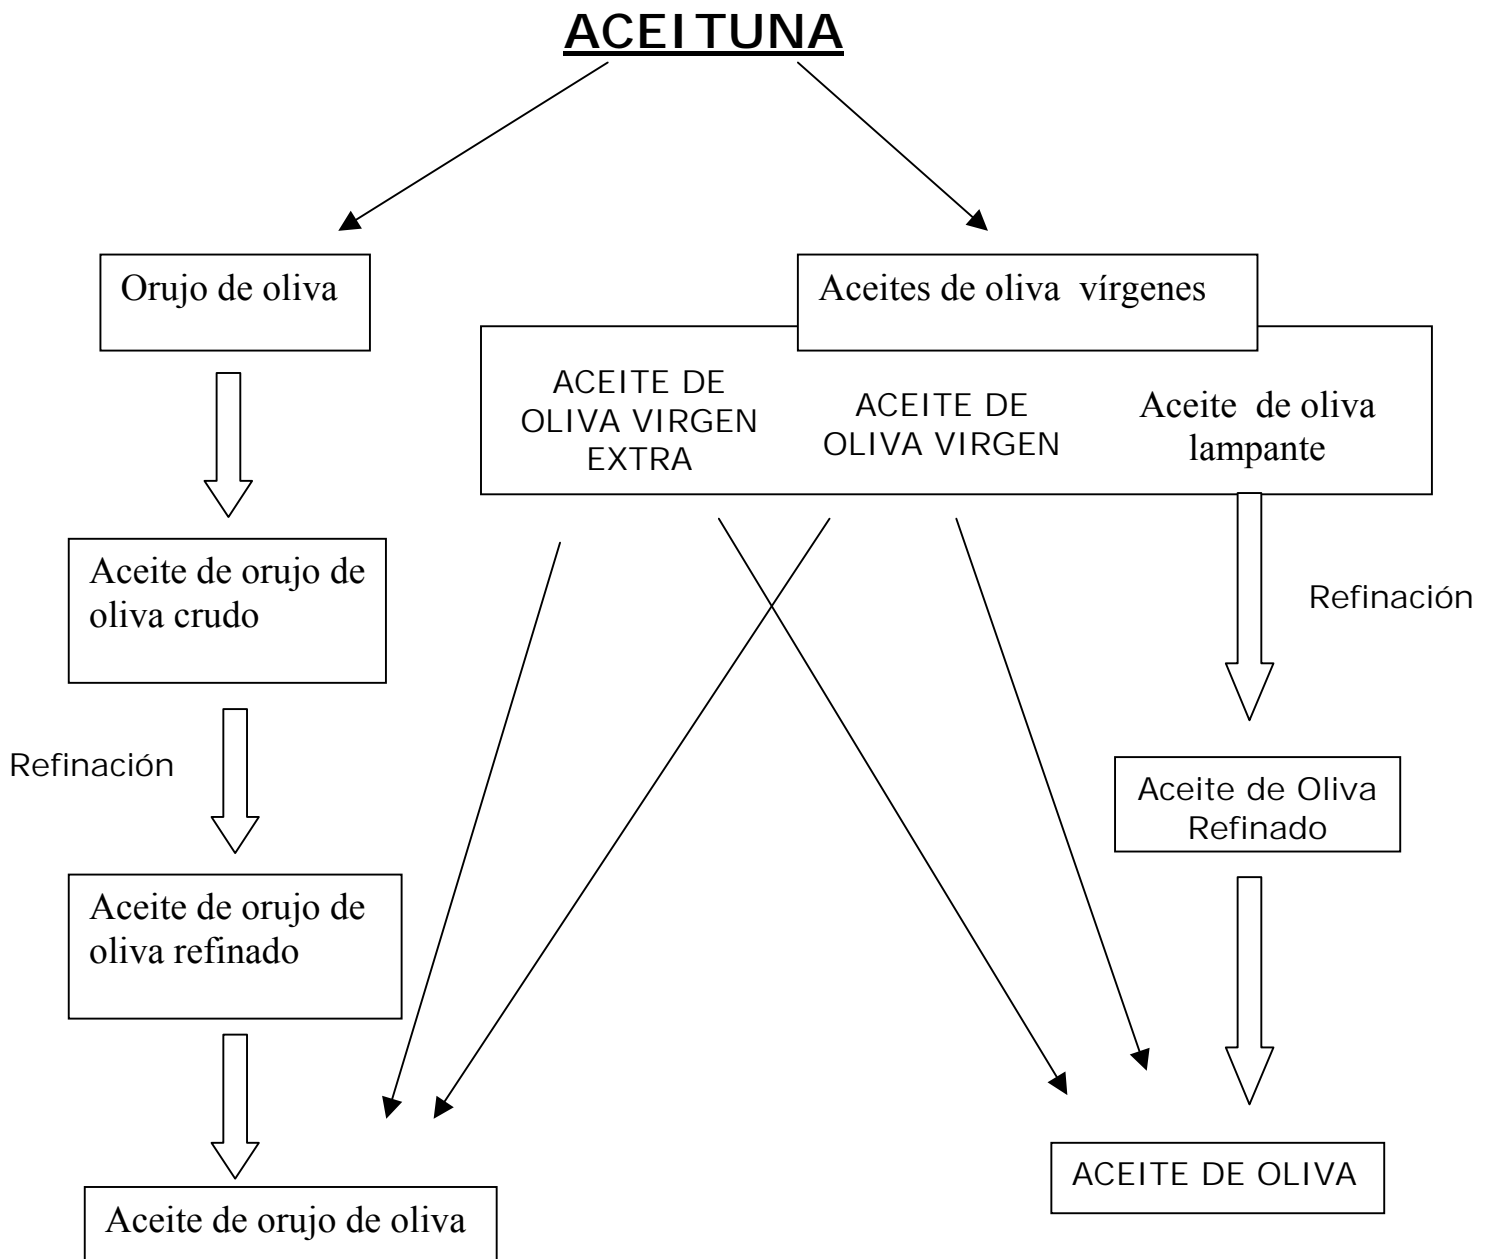 ACEITUNA
Orujo de oliva
Aceites de oliva vírgenes
ACEITE DE
OLIVA VIRGEN
EXTRA
ACEITE DE
OLIVA VIRGEN
Aceite de oliva
lampante
Aceite de orujo de
oliva crudo
Refinación
Refinación
Aceite de Oliva
Refinado
Aceite de orujo de
oliva refinado
ACEITE DE OLIVA
Aceite de orujo de oliva